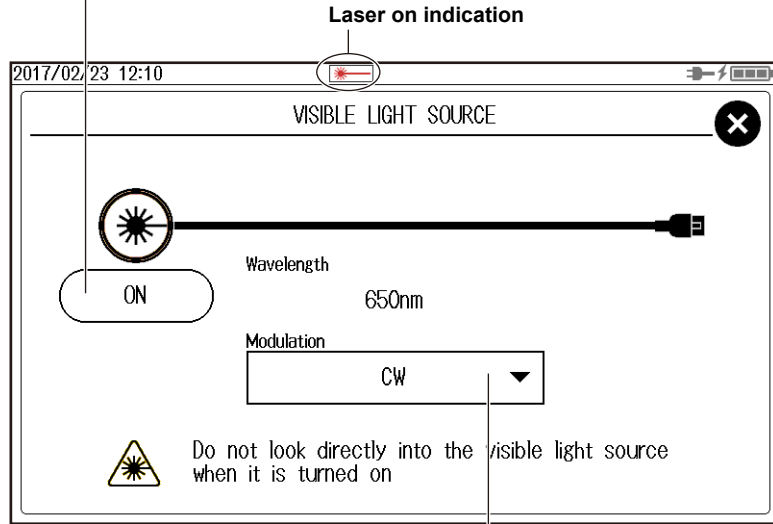 Laser on indication
2017/02/23 12:10
VISIBLE LIGHT SOURCE
ON
Wavelength
650nm
Modulation
CW
Do not look directly into the visible light source
when it is turned on